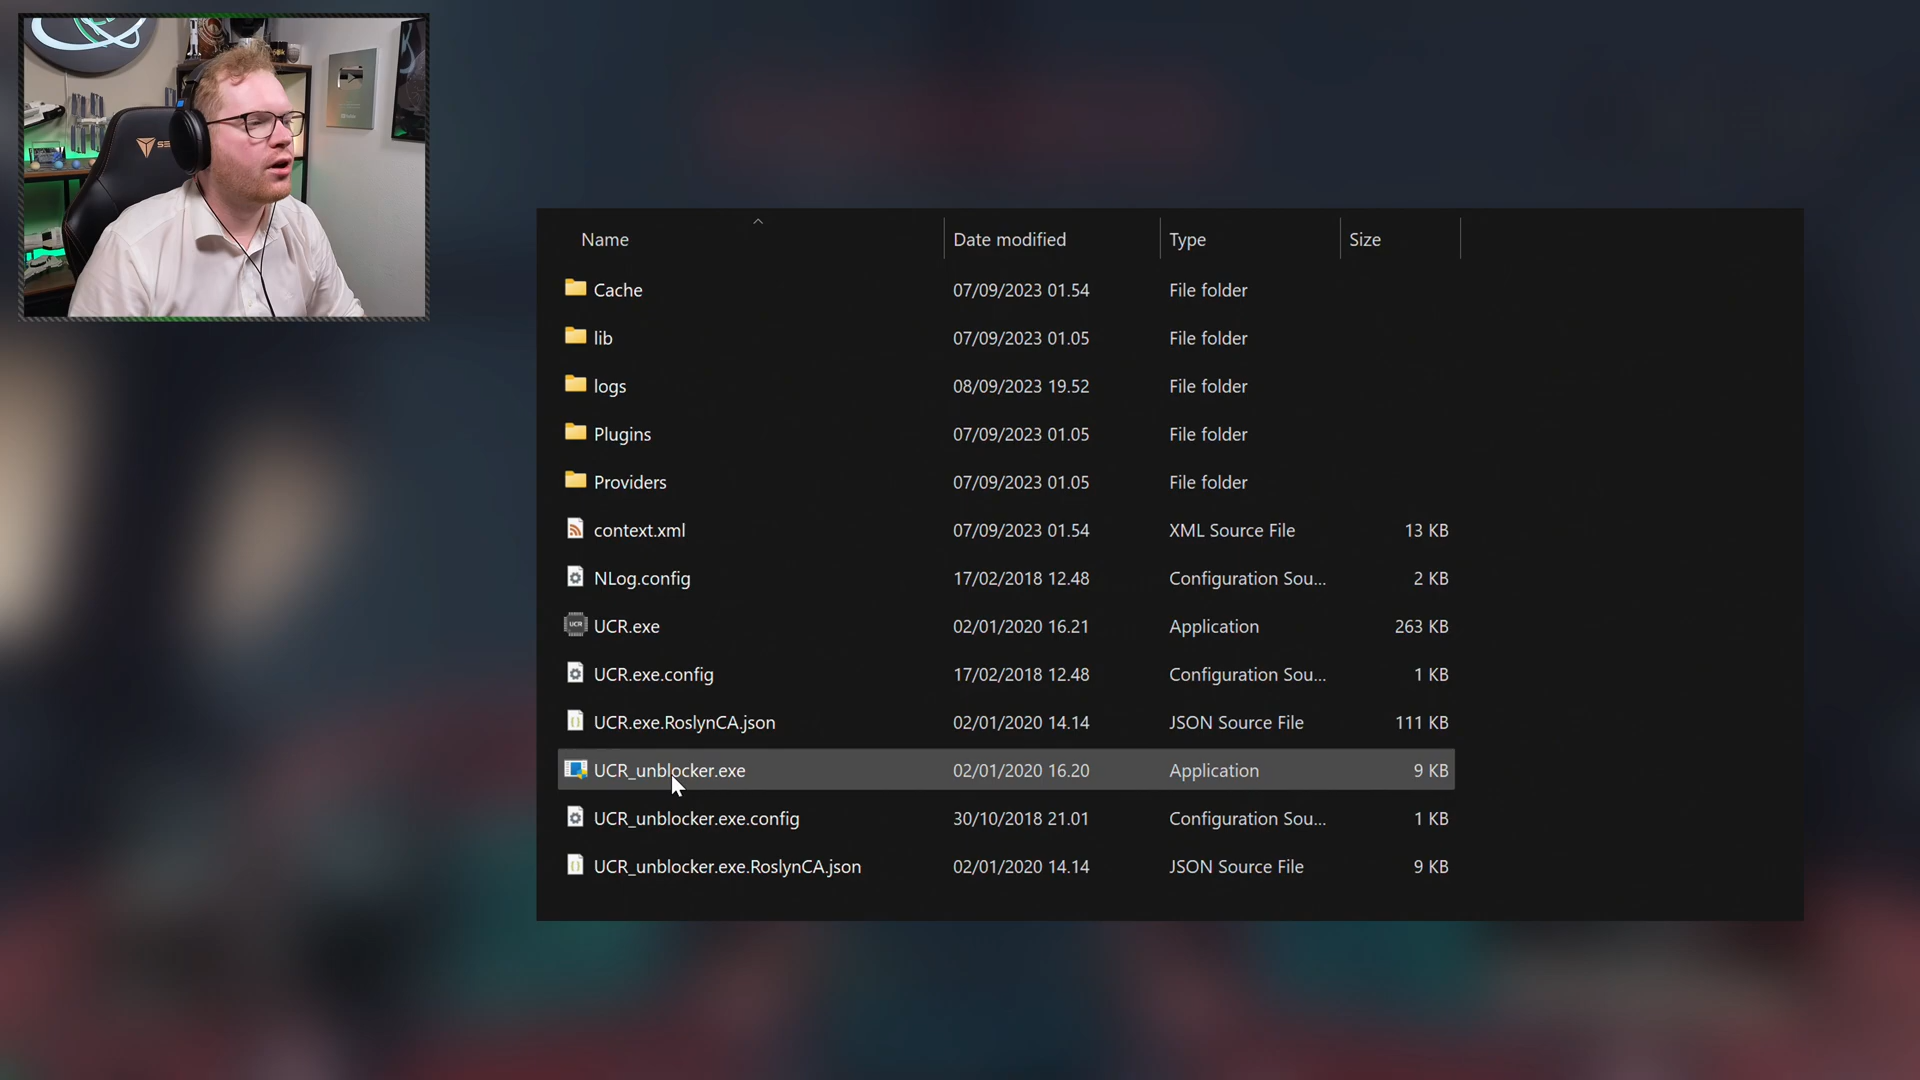 SE
Name Date modified Type Size
Cache 07/09/2023 01.54 File folder
lib 07/09/2023 01.05 File folder
logs 08/09/2023 19.52 File folder
Plugins 07/09/2023 01.05 File folder
Providers 07/09/2023 01.05 File folder
context.xml 07/09/2023 01.54 XML Source File 13 KB
NLog.config 17/02/2018 12.48 Configuration Sou... 2 KB
UCR UCR.exe 02/01/2020 16.21 Application 263 KB
UCR.exe.config 17/02/2018 12.48 Configuration Sou... 1 KB
UCR.exe.RoslynCA.json 02/01/2020 14.14 JSON Source File 111 KB
UCR_unblocker.exe 02/01/2020 16.20 Application 9 KB
UCR_unblocker.exe.config 30/10/2018 21.01 Configuration Sou... 1 KB
UCR_unblocker.exe.RoslynCA.json 02/01/2020 14.14 JSON Source File 9 KB